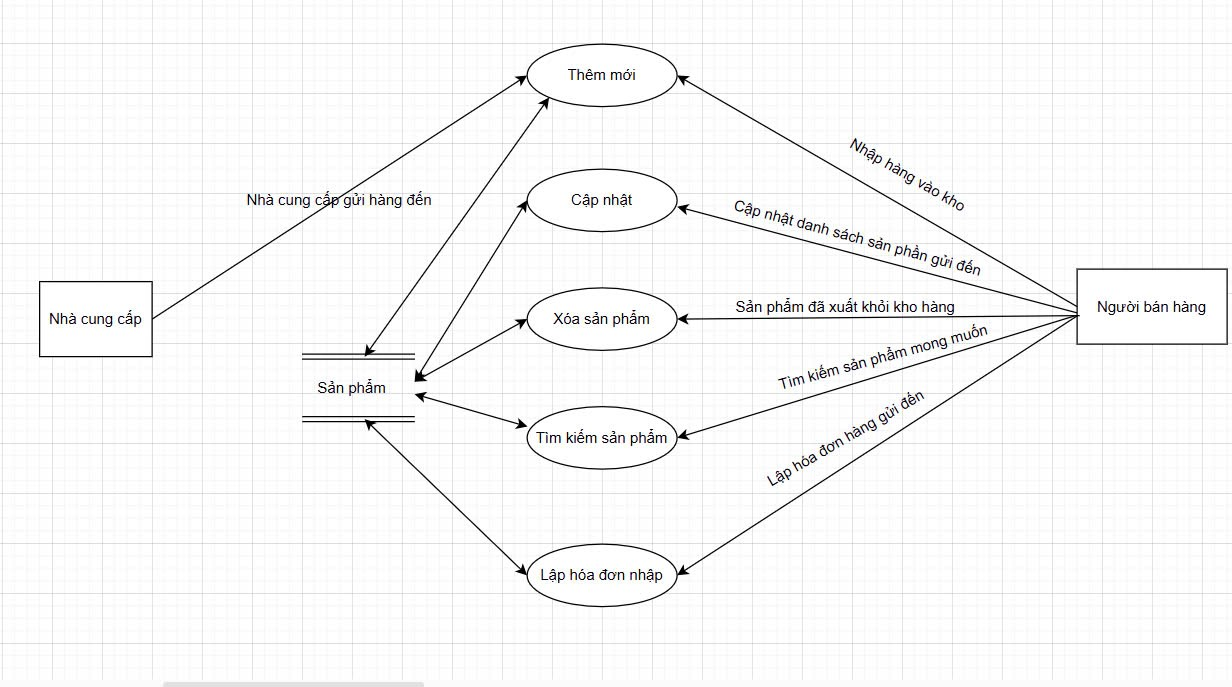 Thêm mới
Nhập hàng vào kho
Nhà cung cấp gửi hàng đến
Cập nhật
Cập nhật danh sách sản phần gửi đến
Nhà cung cấp
Xóa sản phẩm
Sản phẩm đã xuất khỏi kho hàng
Người bán hàng
Tìm kiếm sản phẩm mong muốn
Sản phẩm
Tìm kiếm sản phẩm
Lập hóa đơn hàng gửi đến
Lập hóa đơn nhập